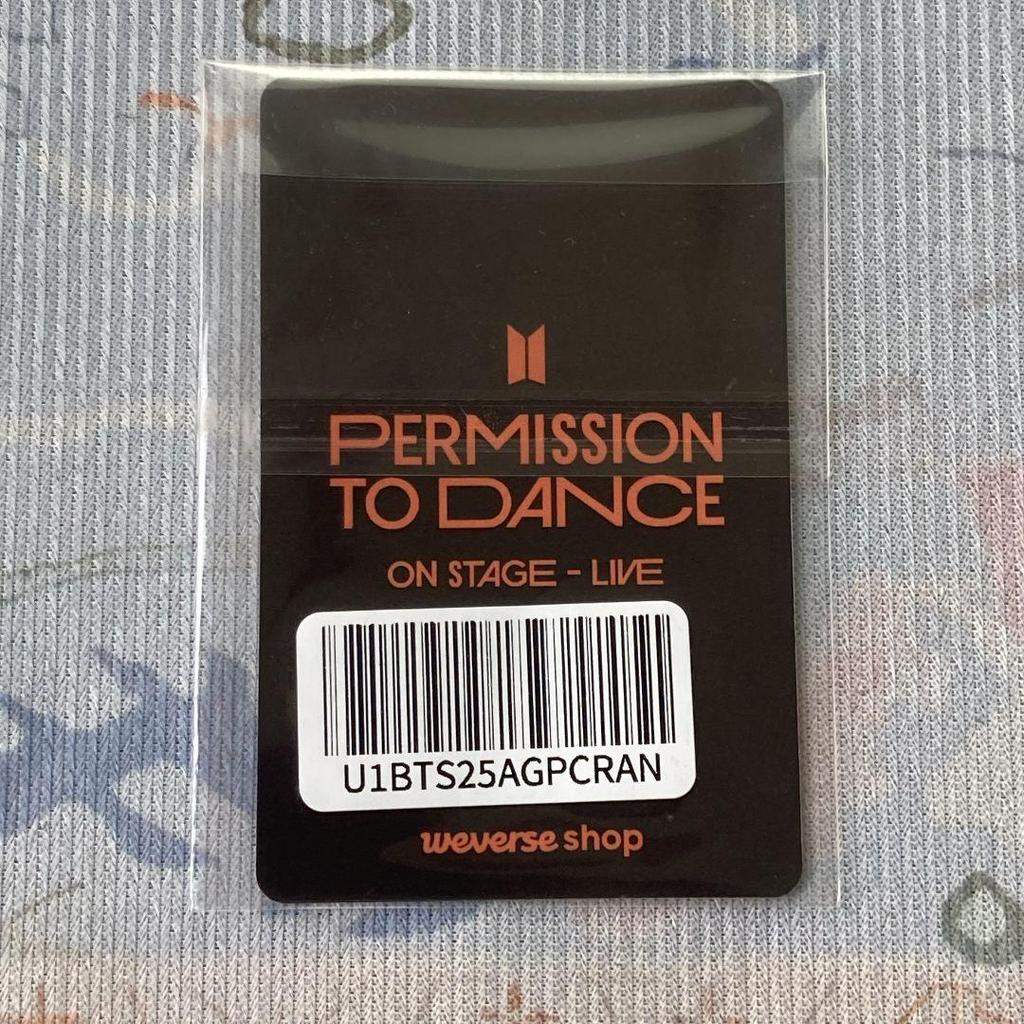 PERMISSION
TO DANCE
ON STAGE - LIVE
U1BTS25AGPCRAN
weverse shop